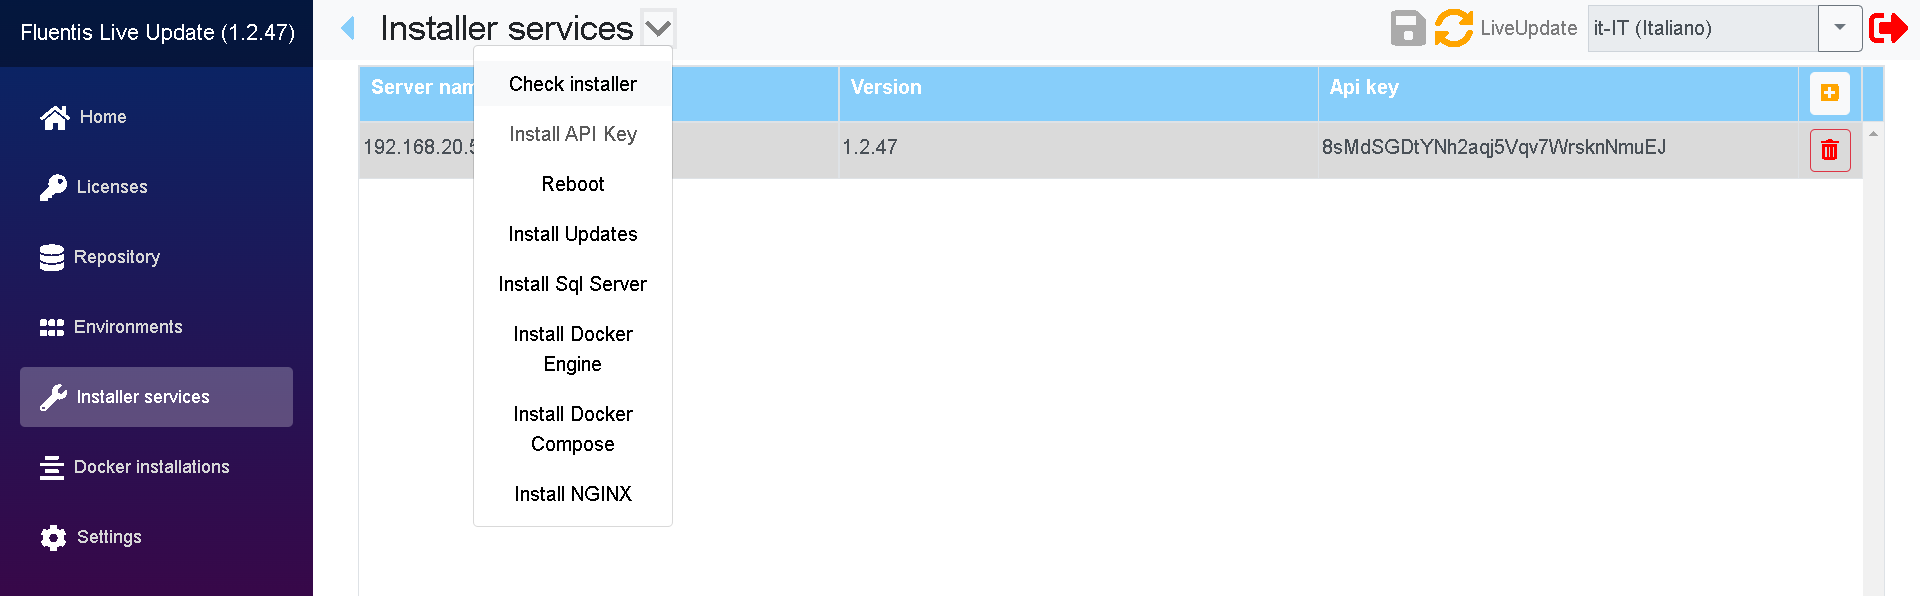 Fluentis Live Update (1.2.47)
Home
Licenses
Repository
Environments
Installer services
Docker installations
Settings
Installer services
LiveUpdate
it-IT (Italiano)
Check installer
Install API Key
Reboot
Install Updates
Install Sql Server
Install Docker
Engine
Install Docker
Compose
Install NGINX
Server
Version
Api key
192.168.20.5
1.2.47
8sMdSGDtYNh2aqj5Vqv7WrsknNmuEJ